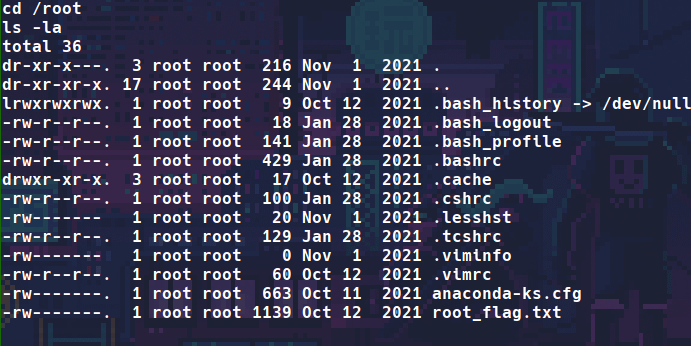 cd /root
ls -la
total 36
dr-xr-x---.  3 root root  216 Nov  1  2021 .
dr-xr-xr-x. 17 root root  244 Nov  1  2021 ..
lrwxrwxrwx.  1 root root    9 Oct 12  2021 .bash_history -> /dev/null
-rw-r--r--.  1 root root   18 Jan 28  2021 .bash_logout
-rw-r--r--.  1 root root  141 Jan 28  2021 .bash_profile
-rw-r--r--.  1 root root  429 Jan 28  2021 .bashrc
drwxr-xr-x.  3 root root   17 Oct 12  2021 .cache
-rw-r--r--.  1 root root  100 Jan 28  2021 .cshrc
-rw-------   1 root root   20 Nov  1  2021 .lesshst
-rw-r--r--.  1 root root  129 Jan 28  2021 .tcshrc
-rw-------   1 root root    0 Nov  1  2021 .viminfo
-rw-r--r--.  1 root root   60 Oct 12  2021 .vimrc
-rw-------.  1 root root  663 Oct 11  2021 anaconda-ks.cfg
-rw-------.  1 root root 1139 Oct 12  2021 root_flag.txt